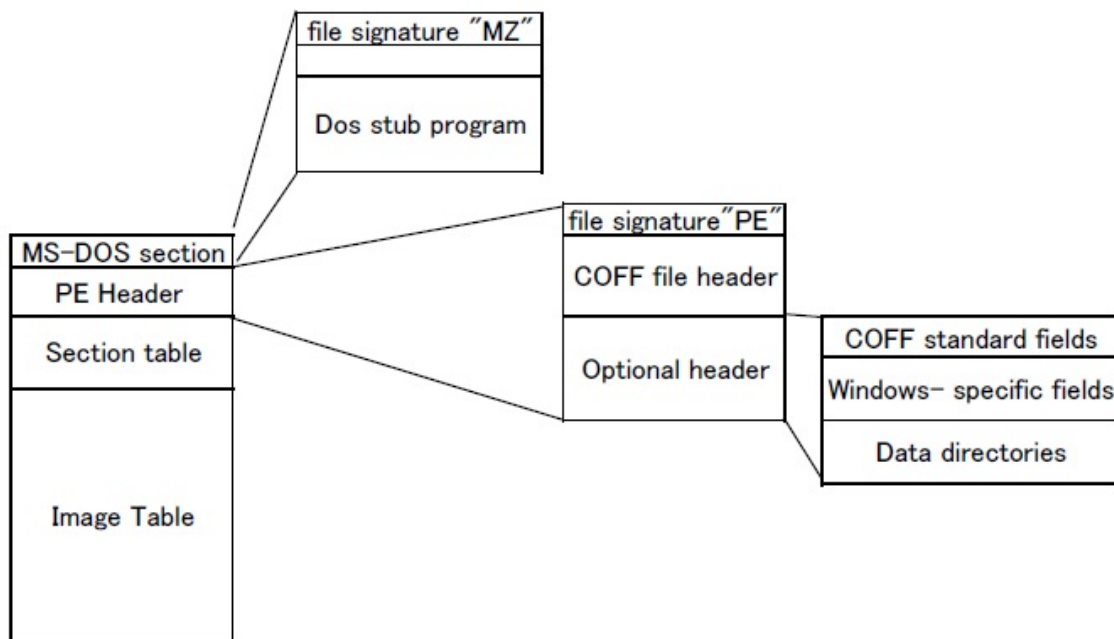 file signature "MZ"
Dos stub program
file signature"PE"
MS-DOS section
COFF file header
PE Header
COFF standard fields
Section table
Optional header
Windows- specific fields
Data directories
Image Table